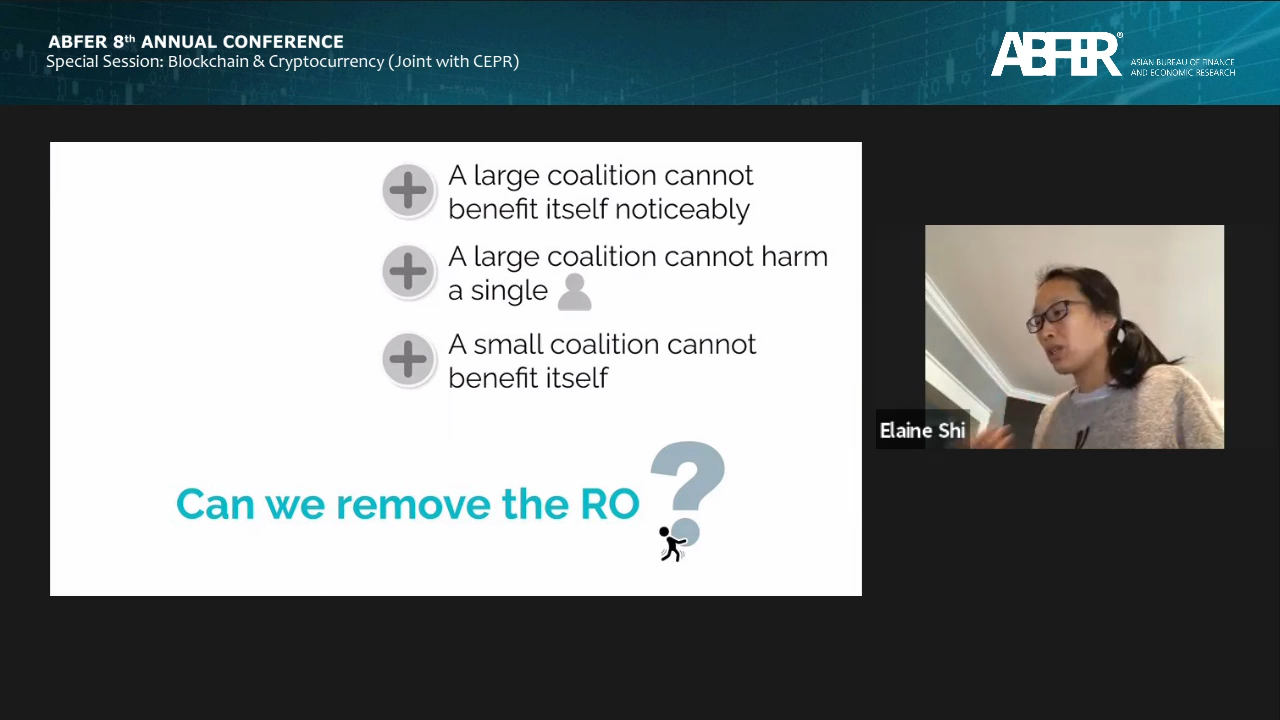 ABFER 8th ANNUAL CONFERENCE
Special Session: Blockchain & Cryptocurrency (Joint with CEPR)
ABFER®
ASIAN BUREAU OF FINANCE
AND ECONOMIC RESEARCH
A large coalition cannot
benefit itself noticeably
A large coalition cannot harm
a single
A small coalition cannot
benefit itself
Can we remove the RO
?
Elaine Shi